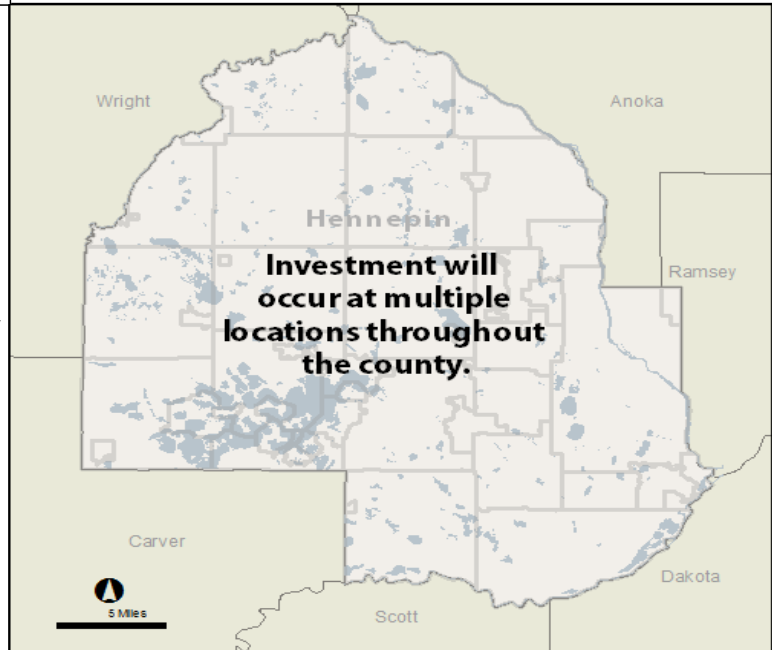 Wright
Anoka
Hennepin
Investment will
occur at multiple
locations throughout
the county.
Ramsey
Carver
5 Miles
Scott
Dakota